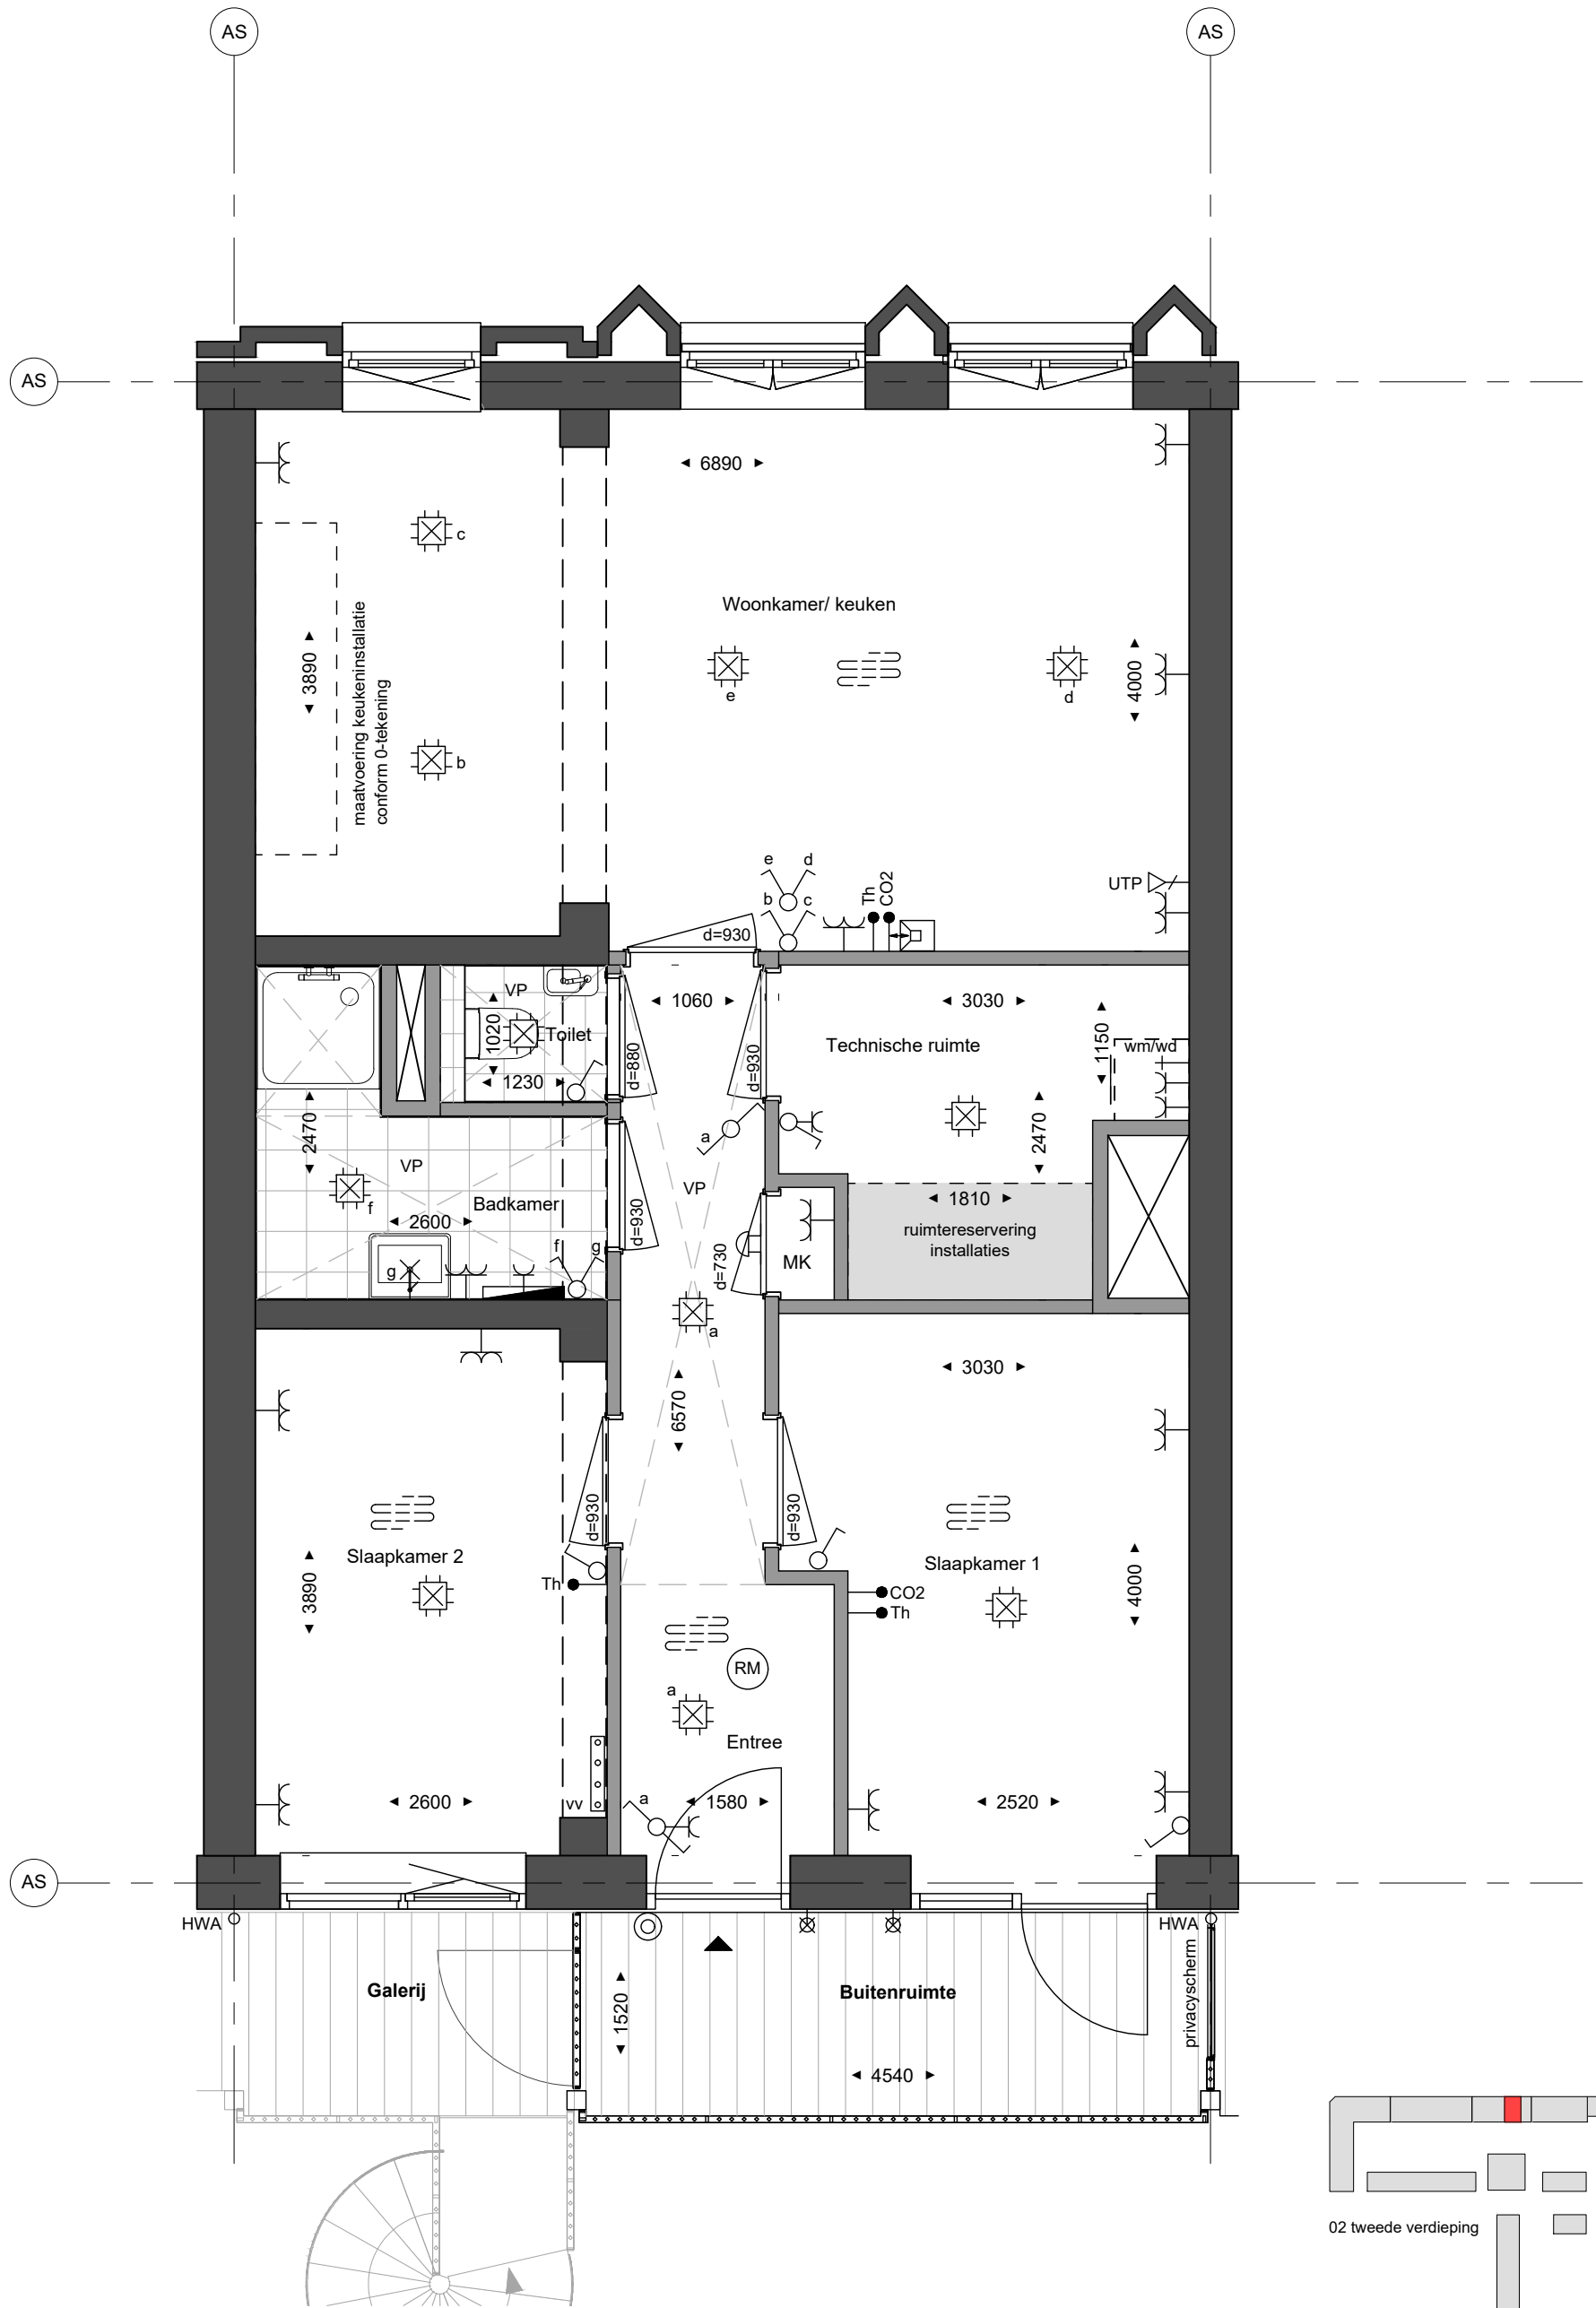 AS
AS
AS
6890
c
Woonkamer/ keuken
3890
maatvoering keukeninstallatie
conform 0-tekening
e
d
4000
b
e d
b c
Th
CO2
UTP
d=930
VP
1020
Toilet
1230
d=880
1060
d=930
3030
Technische ruimte
1150
wm/wd
2470
VP
f
Badkamer
2600
g
f g
d=930
a
VP
d=730
MK
a
2470
1810
ruimtereservering
installaties
6570
3030
d=930
d=930
Slaapkamer 2
3890
Th
Slaapkamer 1
4000
CO2
Th
RM
a
Entree
2600
vv
a
1580
2520
AS
HWA
HWA
Galerij
1520
Buitenruimte
privacyscherm
4540
02 tweede verdieping